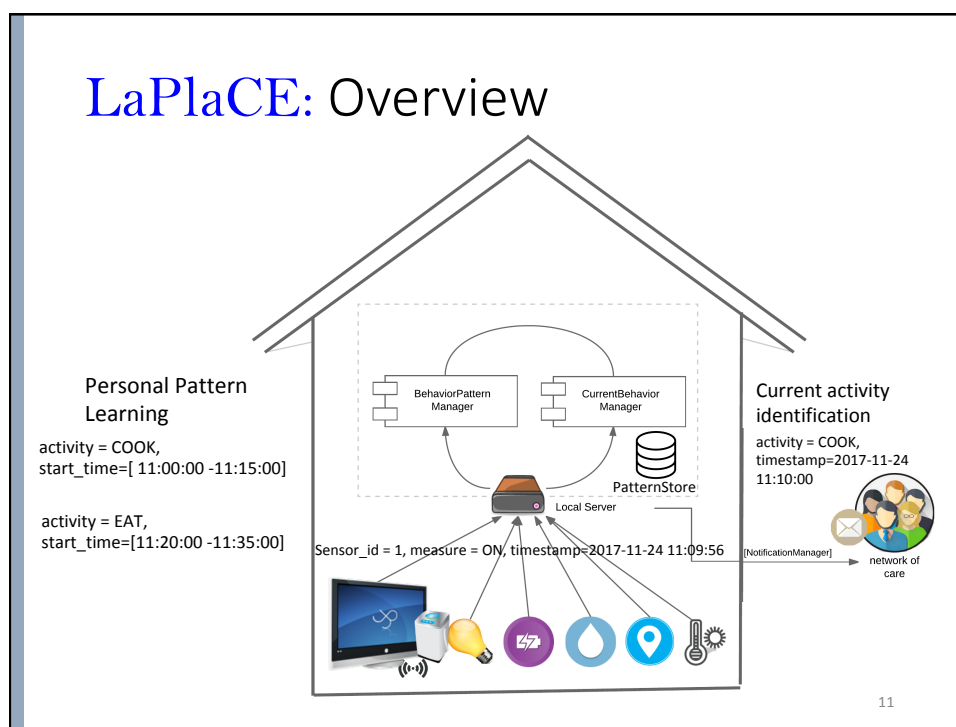 LaPlaCE: Overview
Personal Pattern
Learning
activity = COOK,
start_time=[ 11:00:00 -11:15:00]
activity = EAT,
start_time=[11:20:00 -11:35:00]
BehaviorPattern
Manager
CurrentBehavior
Manager
PatternStore
Local Server
Sensor_id = 1, measure = ON, timestamp=2017-11-24 11:09:56
Current activity
identification
activity = COOK,
timestamp=2017-11-24
11:10:00
[NotificationManager]
network of
care
11